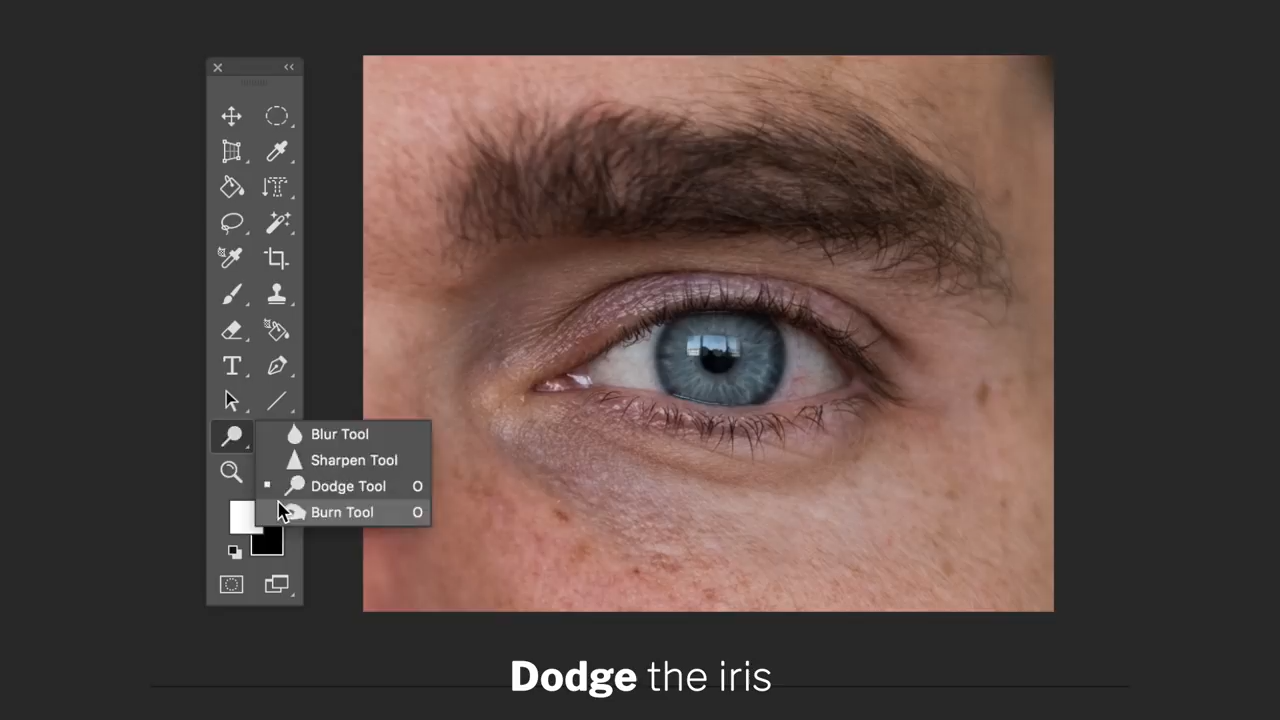 Blur Tool
Sharpen Tool
Dodge Tool O
Burn Tool O
Dodge the iris